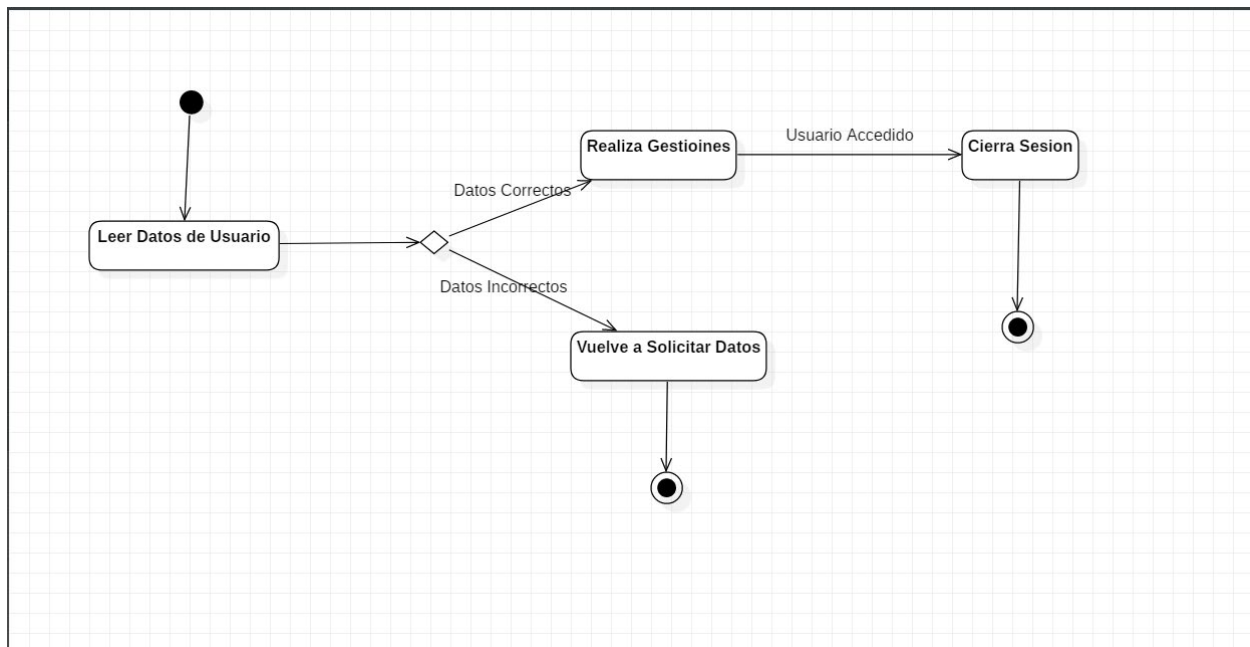 Realiza Gestioines
Usuario Accedido
Cierra Sesion
Datos Correctos
Leer Datos de Usuario
Datos Incorrectos
Vuelve a Solicitar Datos